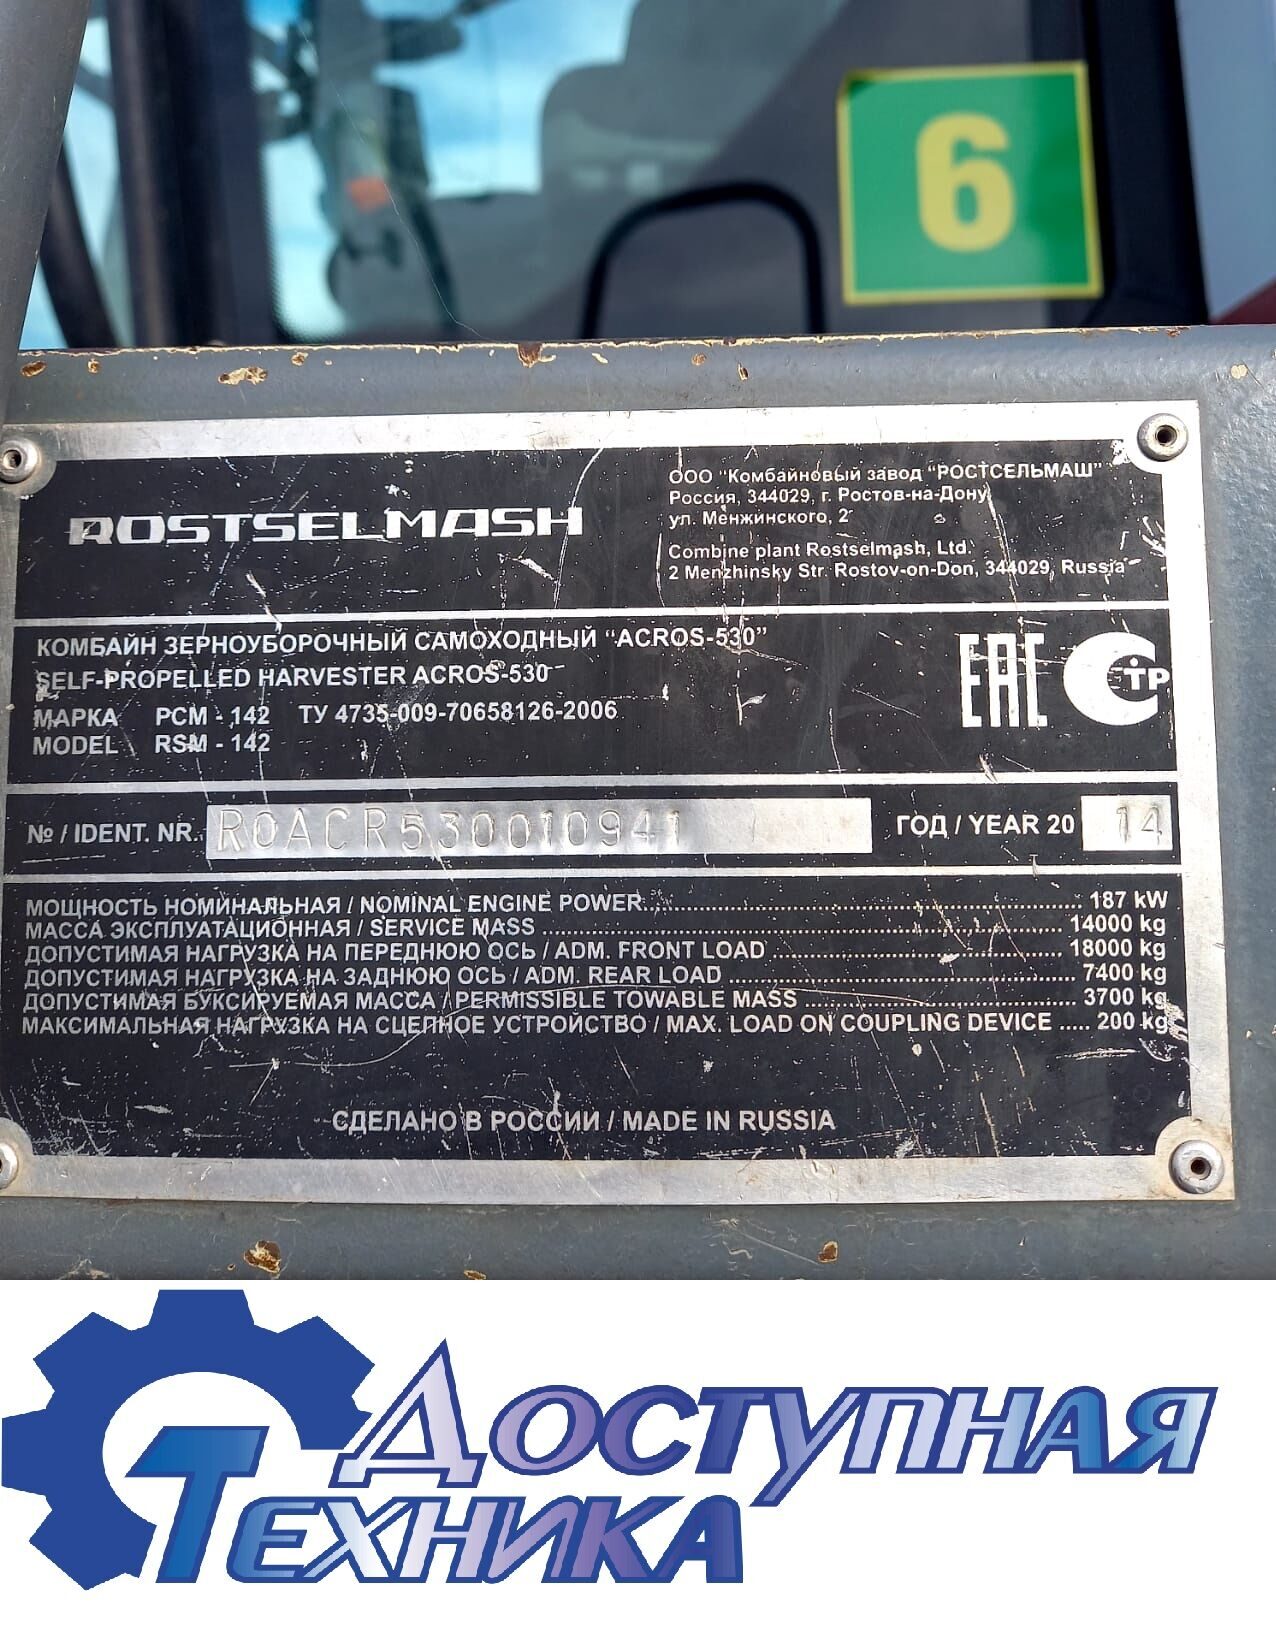 6
ROSTSELMASH
ООО "Комбайновый завод "РОСТСЕЛЬМАШ"
Россия, 344029, г. Ростов-на-Дону,
ул. Менжинского, 2
Combine plant Rostselmash, Ltd.
2 Menzhinsky Str. Rostov-on-Don, 344029, Russia
КОМБАЙН ЗЕРНОУБОРОЧНЫЙ САМОХОДНЫЙ "ACROS-530"
SELF-PROPELLED HARVESTER ACROS-530
МАРКА РСМ - 142 ТУ 4735-009-70658126-2006
MODEL RSM - 142
EAC
СТР
№ / IDENT. NR. R0ACR530010941 ГОД / YEAR 20 14
МОЩНОСТЬ НОМИНАЛЬНАЯ / NOMINAL ENGINE POWER 187 kW
МАССА ЭКСПЛУАТАЦИОННАЯ / SERVICE MASS 14000 kg
ДОПУСТИМАЯ НАГРУЗКА НА ПЕРЕДНЮЮ ОСЬ / ADM. FRONT LOAD 18000 kg
ДОПУСТИМАЯ НАГРУЗКА НА ЗАДНЮЮ ОСЬ / ADM. REAR LOAD 7400 kg
ДОПУСТИМАЯ БУКСИРУЕМАЯ МАССА / PERMISSIBLE TOWABLE MASS 3700 kg
МАКСИМАЛЬНАЯ НАГРУЗКА НА СЦЕПНОЕ УСТРОЙСТВО / MAX. LOAD ON COUPLING DEVICE ..... 200 kg
СДЕЛАНО В РОССИИ / MADE IN RUSSIA
ДОСТУПНАЯ
ТЕХНИКА